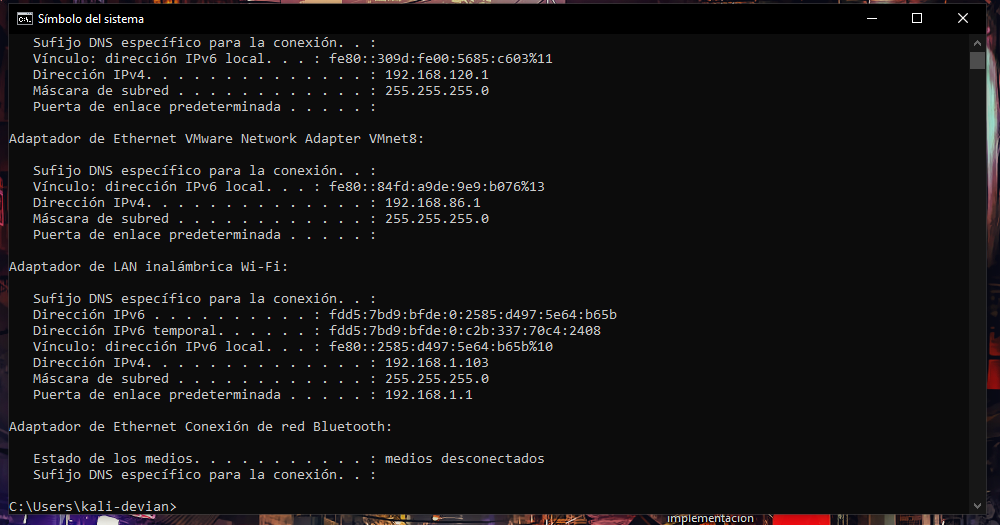 Símbolo del sistema
Sufijo DNS específico para la conexión. . :
Vínculo: dirección IPv6 local. . . : fe80::309d:fe00:5685:c603%11
Dirección IPv4. . . . . . . . . . . . . . : 192.168.120.1
Máscara de subred . . . . . . . . . . . . : 255.255.255.0
Puerta de enlace predeterminada . . . . . :
Adaptador de Ethernet VMware Network Adapter VMnet8:
Sufijo DNS específico para la conexión. . :
Vínculo: dirección IPv6 local. . . : fe80::84fd:a9de:9e9:b076%13
Dirección IPv4. . . . . . . . . . . . . . : 192.168.86.1
Máscara de subred . . . . . . . . . . . . : 255.255.255.0
Puerta de enlace predeterminada . . . . . :
Adaptador de LAN inalámbrica Wi-Fi:
Sufijo DNS específico para la conexión. . :
Dirección IPv6 . . . . . . . . . . : fdd5:7bd9:bfde:0:2585:d497:5e64:b65b
Dirección IPv6 temporal. . . . . . : fdd5:7bd9:bfde:0:c2b:337:70c4:2408
Vínculo: dirección IPv6 local. . . : fe80::2585:d497:5e64:b65b%10
Dirección IPv4. . . . . . . . . . . . . . : 192.168.1.103
Máscara de subred . . . . . . . . . . . . : 255.255.255.0
Puerta de enlace predeterminada . . . . . : 192.168.1.1
Adaptador de Ethernet Conexión de red Bluetooth:
Estado de los medios. . . . . . . . . . . : medios desconectados
Sufijo DNS específico para la conexión. . :
C:\Users\kali-devian>
implementacion